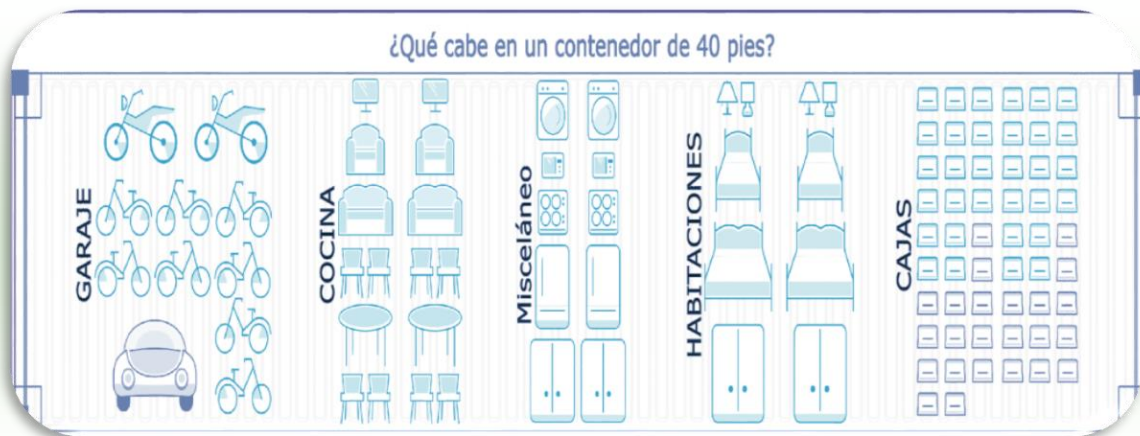 ¿Qué cabe en un contenedor de 40 pies?
GARAJE
COCINA
Misceláneo
HABITACIONES
CAJAS